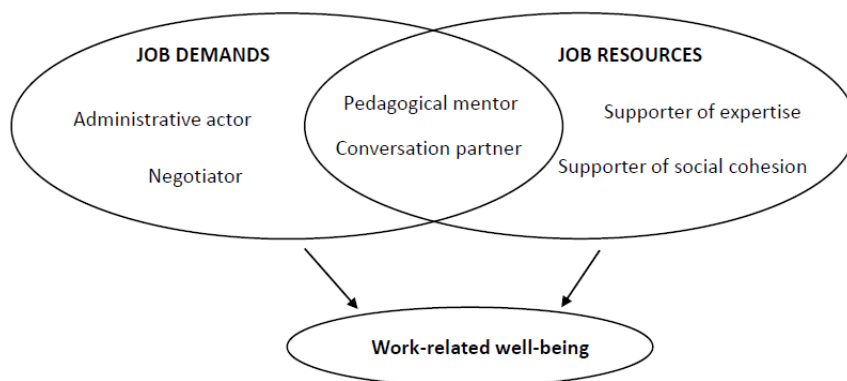 JOB DEMANDS
JOB RESOURCES
Administrative actor
Negotiator
Pedagogical mentor
Conversation partner
Supporter of expertise
Supporter of social cohesion
Work-related well-being